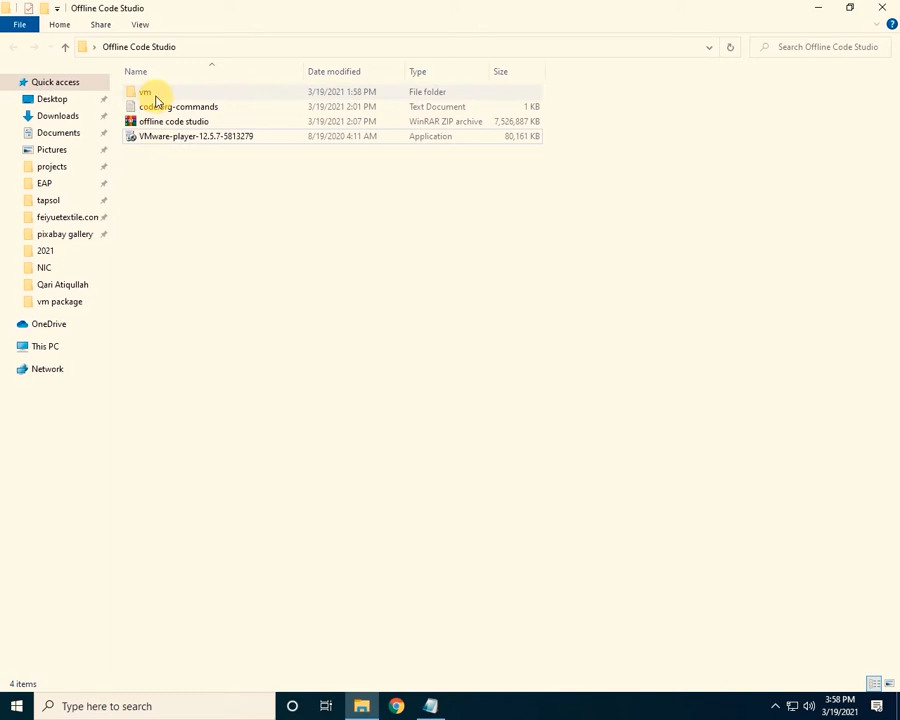 Offline Code Studio
File Home Share View
Offline Code Studio Search Offline Code Studio
Name Date modified Type Size
Quick access
Desktop
Downloads
Documents
Pictures
projects
EAP
tapsol
feiyuetextile.con
pixabay gallery
2021
NIC
Qari Atiqullah
vm package
OneDrive
This PC
Network
vm 3/19/2021 1:58 PM File folder
3/19/2021 2:01 PM Text Document 1 KB
offline code studio 3/19/2021 2:07 PM WinRAR ZIP archive 7,526,887 KB
VMware-player-12.5.7-5813279 8/19/2020 4:11 AM Application 80,161 KB
4 items
Type here to search
3:58 PM
3/19/2021